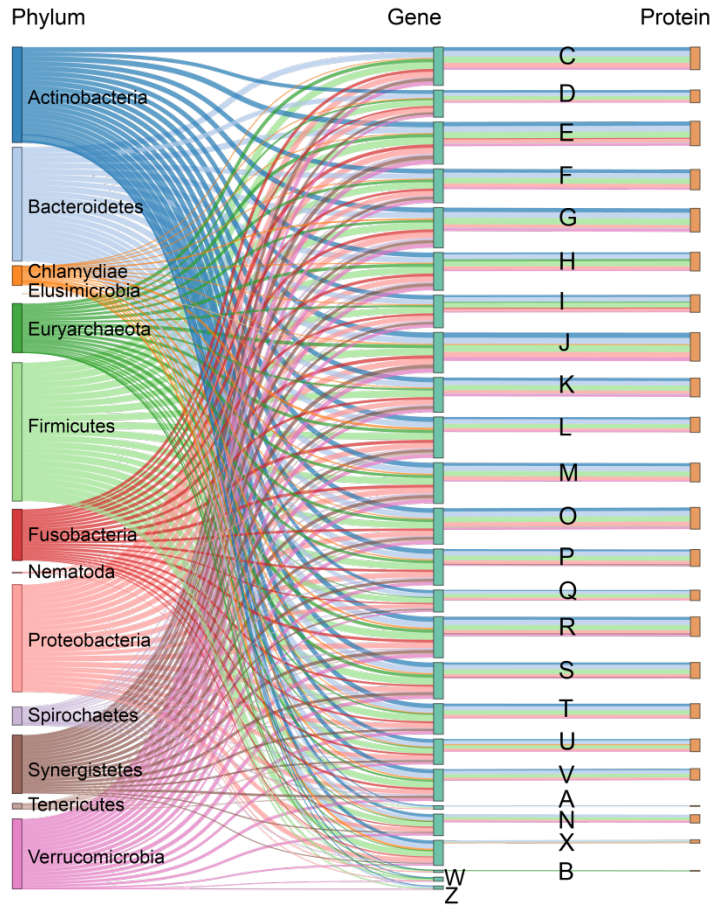 Phylum Gene Protein
Actinobacteria
Bacteroidetes
Chlamydiae
Elusimicrobia
Euryarchaeota
Firmicutes
Fusobacteria
Nematoda
Proteobacteria
Spirochaetes
Synergistetes
Tenericutes
Verrucomicrobia
C
D
E
F
G
H
I
J
K
L
M
O
P
Q
R
S
T
U
V
A
N
X
B
W
Z